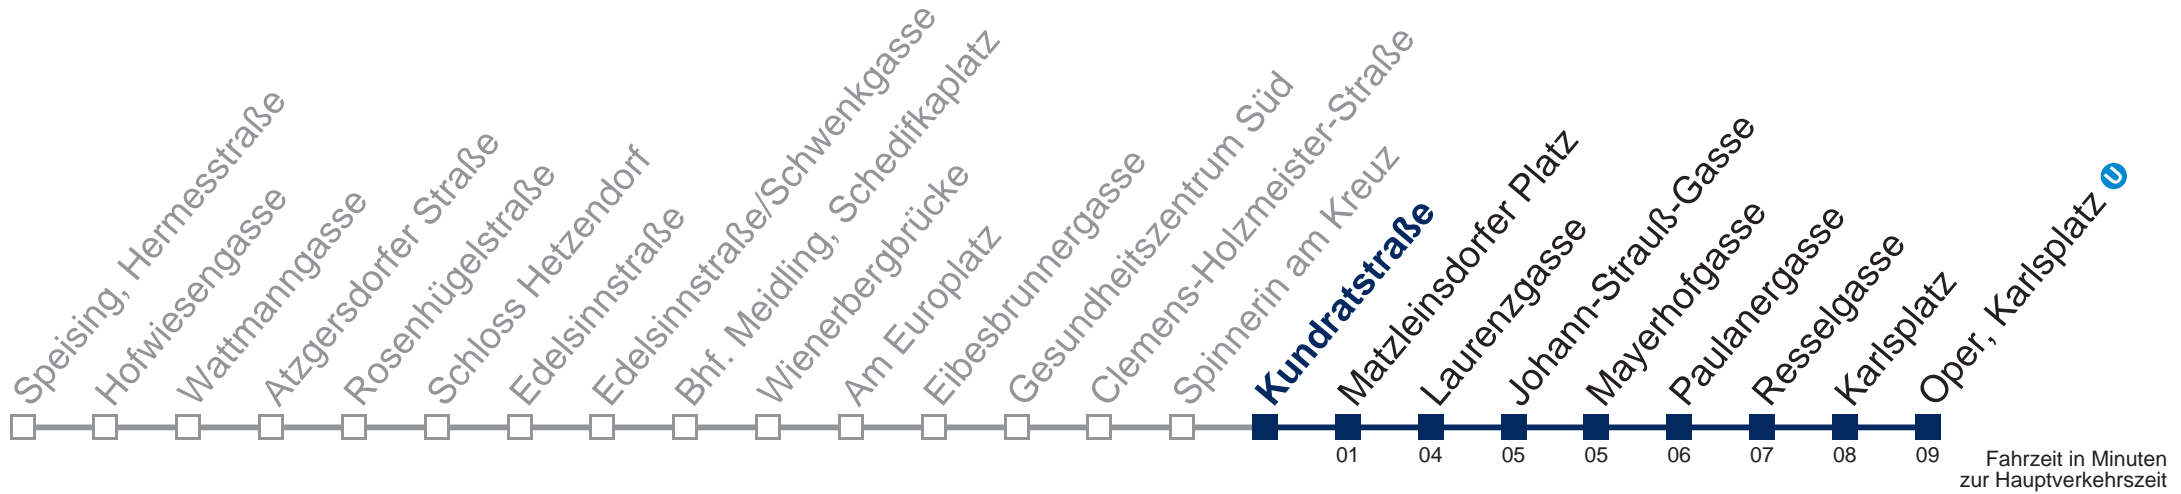 Speising, Hermesstraße
Hofwiesengasse
Wattmanngasse
Atzgersdorfer Straße
Rosenhügelstraße
Schloss Hetzendorf
Edelsinnstraße
Edelsinnstraße/Schwenkgasse
Bhf. Meidling, Schedifkaplatz
Wienerbergbrücke
Am Europlatz
Eibesbrunnergasse
Gesundheitszentrum Süd
Clemens-Holzmeister-Straße
Spinnerin am Kreuz
Kundratstraße
Matzleinsdorfer Platz
Laurenzgasse
Johann-Strauß-Gasse
Mayerhofgasse
Paulanergasse
Resselgasse
Karlsplatz
Oper, Karlsplatz U
01 04 05 05 06 07 08 09
Fahrzeit in Minuten
zur Hauptverkehrszeit